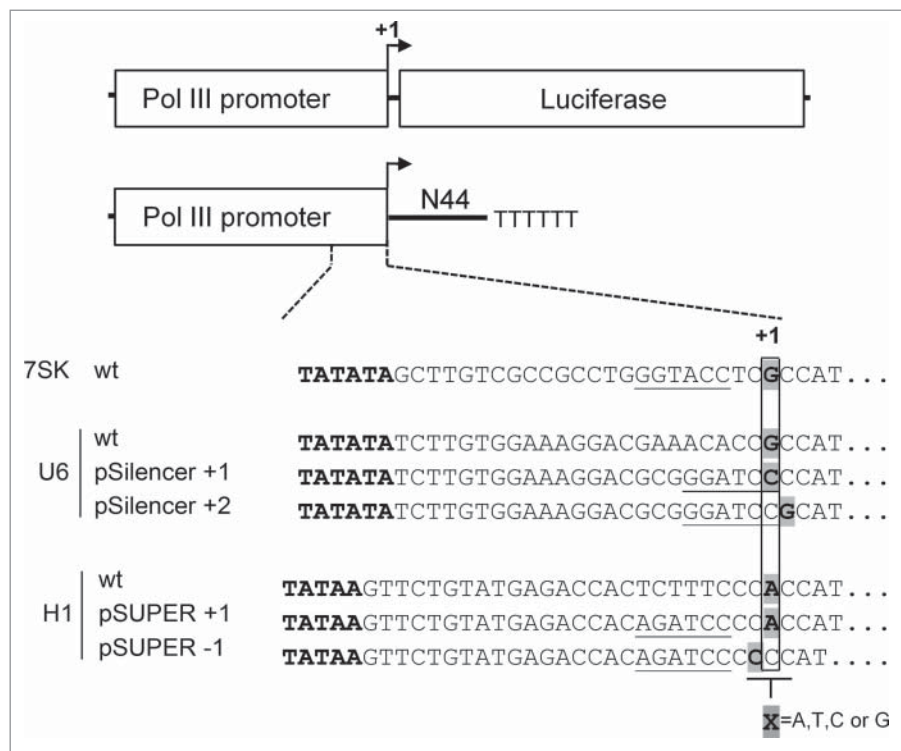 +1
Pol III promoter
Luciferase
Pol III promoter
N44
TTTTTT
+1
7SK wt TATATAGCTTGTCGCCGCCTGGGTACCTCGCCAT...
U6
wt TATATATCTTGTGGAAAGGACGAAACACCGCCAT...
pSilencer +1 TATATATCTTGTGGAAAGGACGCGGGATCCCCAT...
pSilencer +2 TATATATCTTGTGGAAAGGACGCGGGATCCGCAT...
H1
wt TATAAGTTCTGTATGAGACCACTCTTTCCCACCAT...
pSUPER +1 TATAAGTTCTGTATGAGACCACAGATCCCCACCAT...
pSUPER -1 TATAAGTTCTGTATGAGACCACAGATCCCCCCAT....
X=A,T,C or G